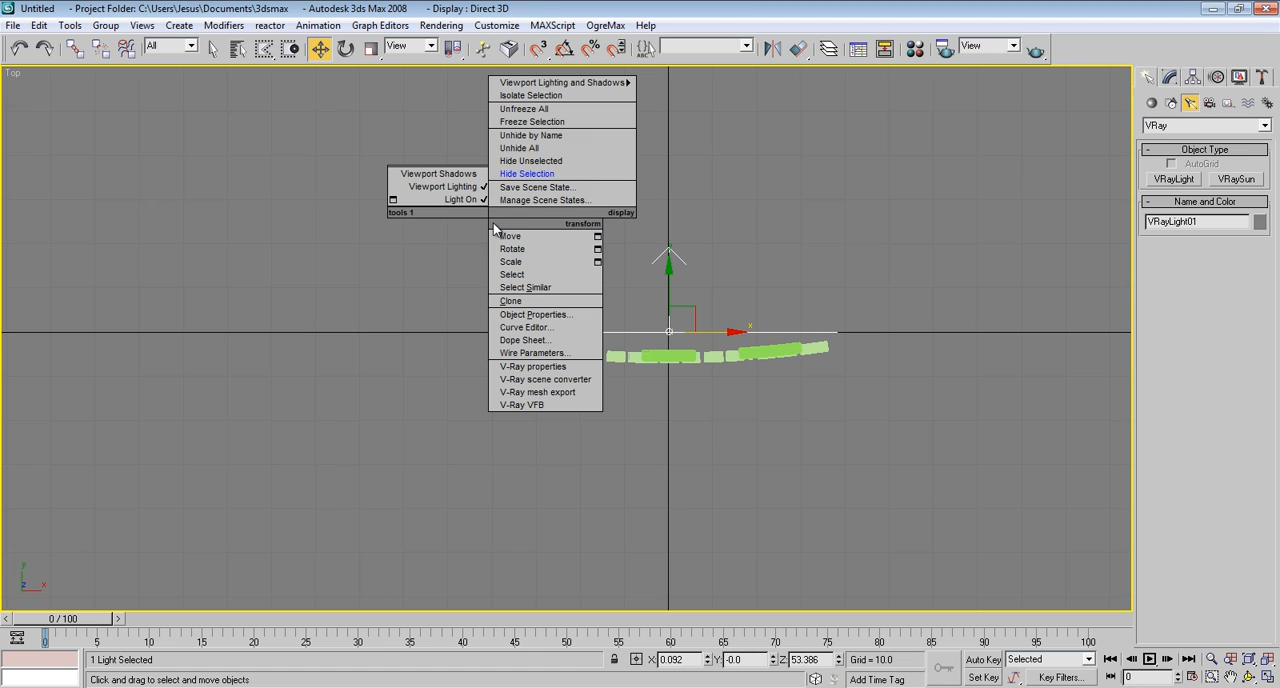 Untitled - Project Folder: C:\Users\Jesus\Documents\3dsmax - Autodesk 3ds Max 2008 - Display : Direct 3D
File Edit Tools Group Views Create Modifiers reactor Animation Graph Editors Rendering Customize MAXScript OgreMax Help
All View View
Top
Viewport Lighting and Shadows
Isolate Selection
Unfreeze All
Freeze Selection
Unhide by Name
Unhide All
Hide Unselected
Hide Selection
Save Scene State...
Manage Scene States...
display
Viewport Shadows
Viewport Lighting
Light On
tools 1
transform
Move
Rotate
Scale
Select
Select Similar
Clone
Object Properties...
Curve Editor...
Dope Sheet...
Wire Parameters...
V-Ray properties
V-Ray scene converter
V-Ray mesh export
V-Ray VFB
x
y
z x
VRay
- Object Type
AutoGrid
VRayLight VRaySun
- Name and Color
VRayLight01
< 0 / 100 >
0 5 10 15 20 25 30 35 40 45 50 55 60 65 70 75 80 85 90 95 100
1 Light Selected X: 0.092 Y: -0.0 Z: 53.386 Grid = 10.0 Auto Key Selected
Click and drag to select and move objects Add Time Tag Set Key Key Filters... 0